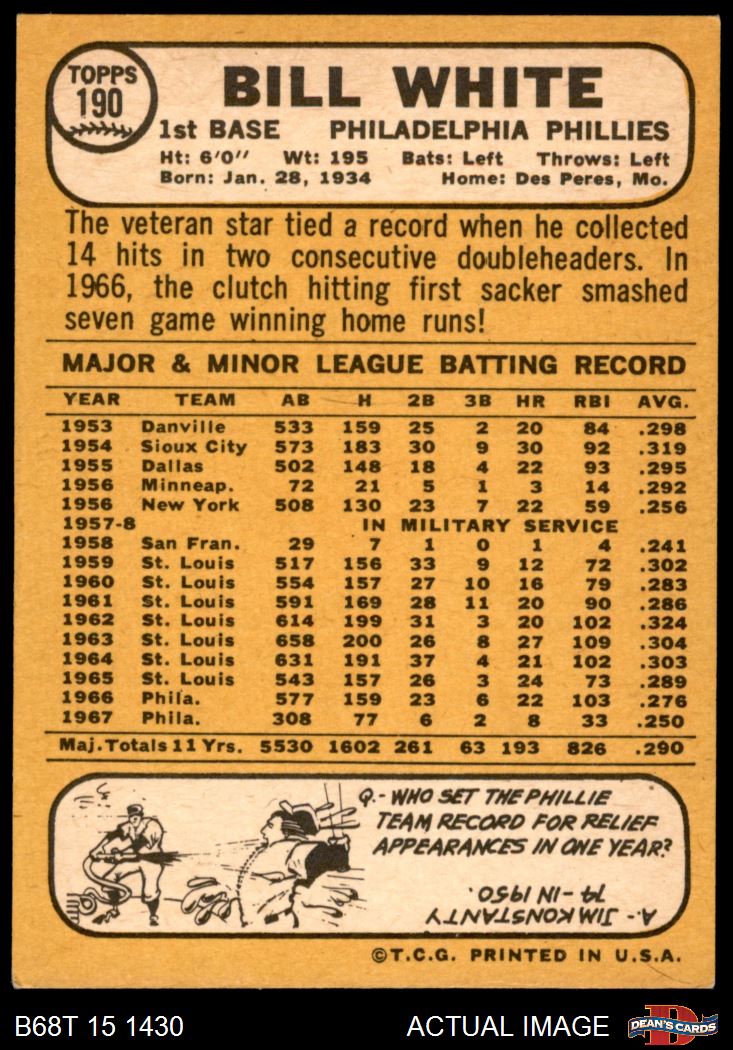 TOPPS
190
BILL WHITE
1st BASE PHILADELPHIA PHILLIES
Ht: 6'0'' Wt: 195 Bats: Left Throws: Left
Born: Jan. 28, 1934 Home: Des Peres, Mo.
The veteran star tied a record when he collected
14 hits in two consecutive doubleheaders. In
1966, the clutch hitting first sacker smashed
seven game winning home runs!
MAJOR & MINOR LEAGUE BATTING RECORD
YEAR TEAM AB H 2B 3B HR RBI AVG.
1953 Danville 533 159 25 2 20 84 .298
1954 Sioux City 573 183 30 9 30 92 .319
1955 Dallas 502 148 18 4 22 93 .295
1956 Minneap. 72 21 5 1 3 14 .292
1956 New York 508 130 23 7 22 59 .256
1957-8 IN MILITARY SERVICE
1958 San Fran. 29 7 1 0 1 4 .241
1959 St. Louis 517 156 33 9 12 72 .302
1960 St. Louis 554 157 27 10 16 79 .283
1961 St. Louis 591 169 28 11 20 90 .286
1962 St. Louis 614 199 31 3 20 102 .324
1963 St. Louis 658 200 26 8 27 109 .304
1964 St. Louis 631 191 37 4 21 102 .303
1965 St. Louis 543 157 26 3 24 73 .289
1966 Phila. 577 159 23 6 22 103 .276
1967 Phila. 308 77 6 2 8 33 .250
Maj. Totals 11 Yrs. 5530 1602 261 63 193 826 .290
Q.- WHO SET THE PHILLIE
TEAM RECORD FOR RELIEF
APPEARANCES IN ONE YEAR?
A.- JIM KONSTANTY
74 - IN 1950.
©T.C.G. PRINTED IN U.S.A.
B68T 15 1430 ACTUAL IMAGE
D
DEAN'S CARDS